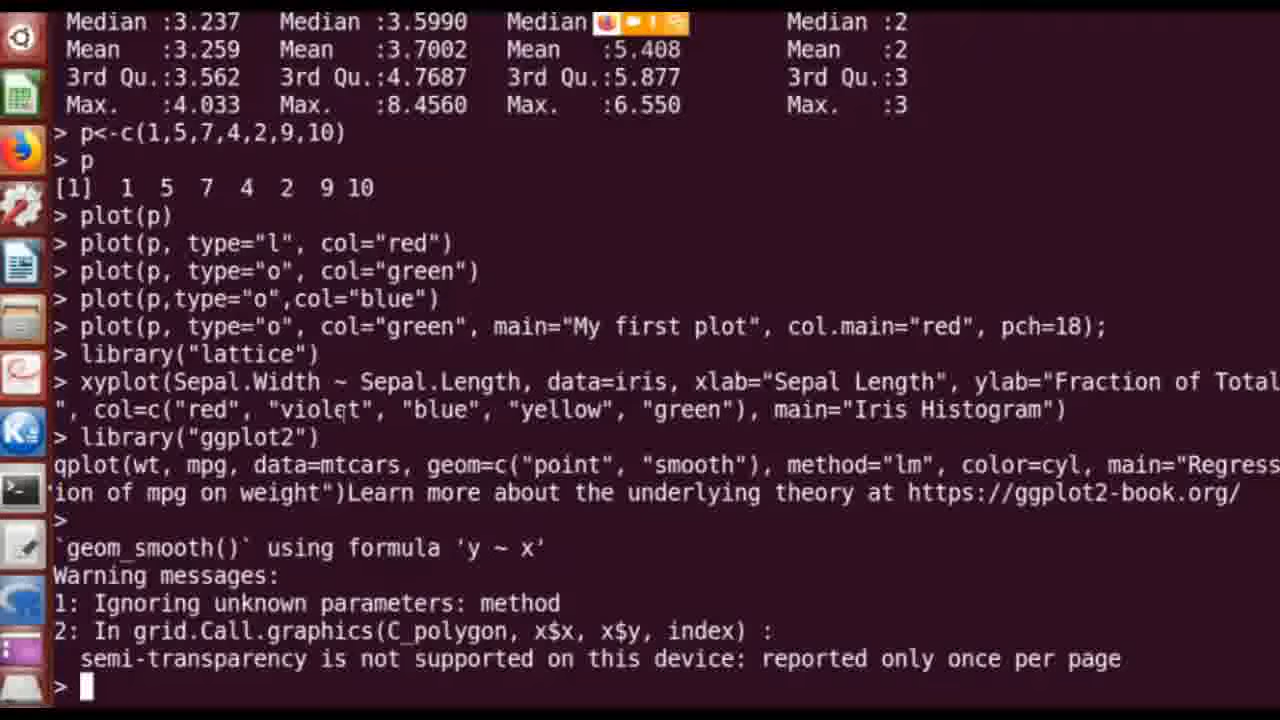 Median :3.237   Median :3.5990   Median                Median :2
Mean   :3.259   Mean   :3.7002   Mean   :5.408        Mean   :2
3rd Qu.:3.562   3rd Qu.:4.7687   3rd Qu.:5.877        3rd Qu.:3
Max.   :4.033   Max.   :8.4560   Max.   :6.550        Max.   :3
> p<-c(1,5,7,4,2,9,10)
> p
[1]  1  5  7  4  2  9 10
> plot(p)
> plot(p, type="l", col="red")
> plot(p, type="o", col="green")
> plot(p,type="o",col="blue")
> plot(p, type="o", col="green", main="My first plot", col.main="red", pch=18);
> library("lattice")
> xyplot(Sepal.Width ~ Sepal.Length, data=iris, xlab="Sepal Length", ylab="Fraction of Total
", col=c("red", "violet", "blue", "yellow", "green"), main="Iris Histogram")
> library("ggplot2")
qplot(wt, mpg, data=mtcars, geom=c("point", "smooth"), method="lm", color=cyl, main="Regress
ion of mpg on weight")Learn more about the underlying theory at https://ggplot2-book.org/
>
`geom_smooth()` using formula 'y ~ x'
Warning messages:
1: Ignoring unknown parameters: method
2: In grid.Call.graphics(C_polygon, x$x, x$y, index) :
semi-transparency is not supported on this device: reported only once per page
>